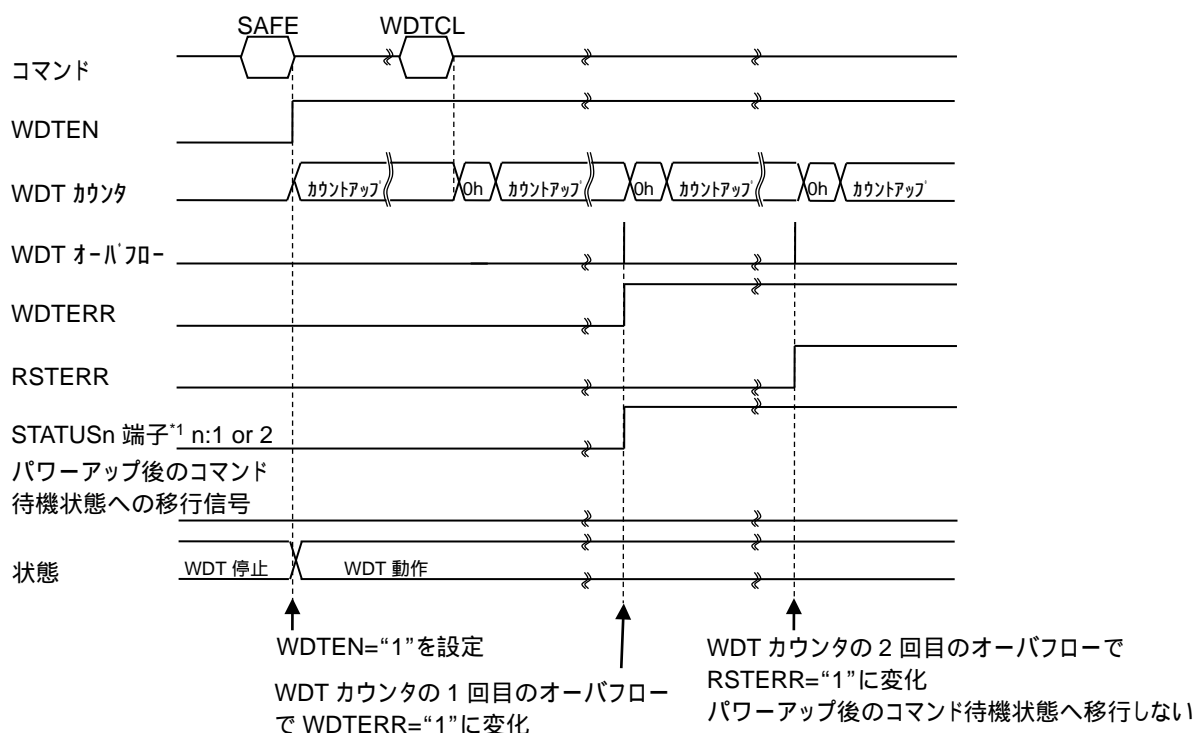 SAFE WDTCL
コマンド
WDTEN
WDT カウンタ カウントアップ 0h カウントアップ 0h カウントアップ 0h カウントアップ
WDT オーバフロー
WDTERR
RSTERR
STATUSn 端子*1 n:1 or 2
パワーアップ後のコマンド
待機状態への移行信号
状態 WDT 停止 WDT 動作
WDTEN=“1”を設定
WDT カウンタの 1 回目のオーバフロー
で WDTERR=“1”に変化
WDT カウンタの 2 回目のオーバフローで
RSTERR=“1”に変化
パワーアップ後のコマンド待機状態へ移行しない